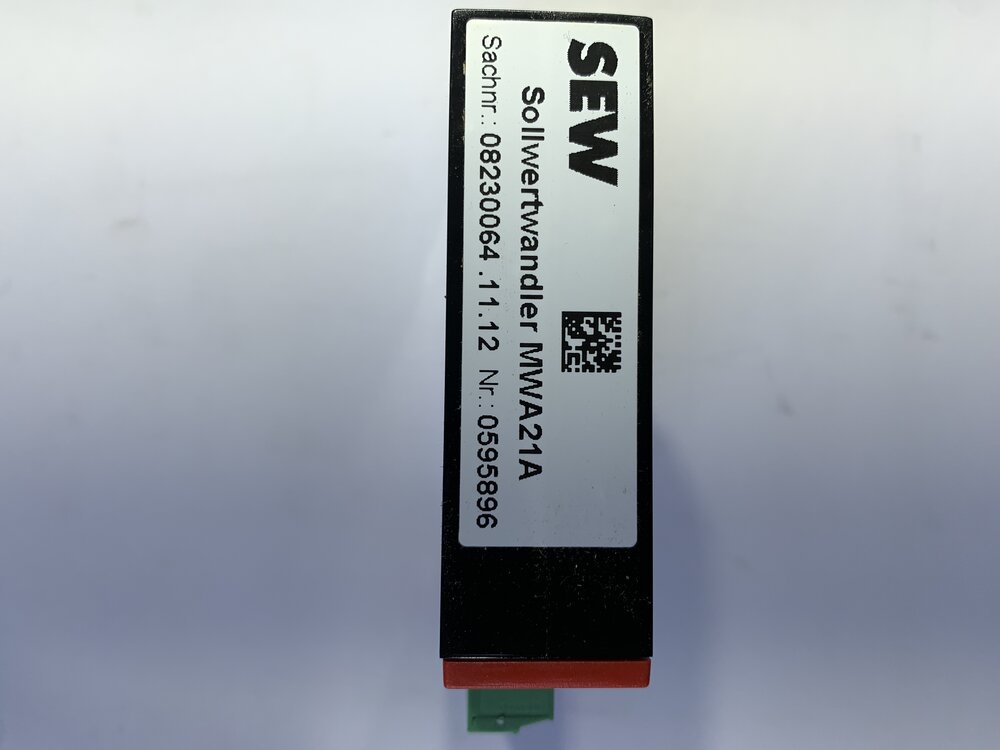 SEW
Sollwertwandler MWA21A
Sachnr.: 08230064 .11.12 Nr.: 0595896